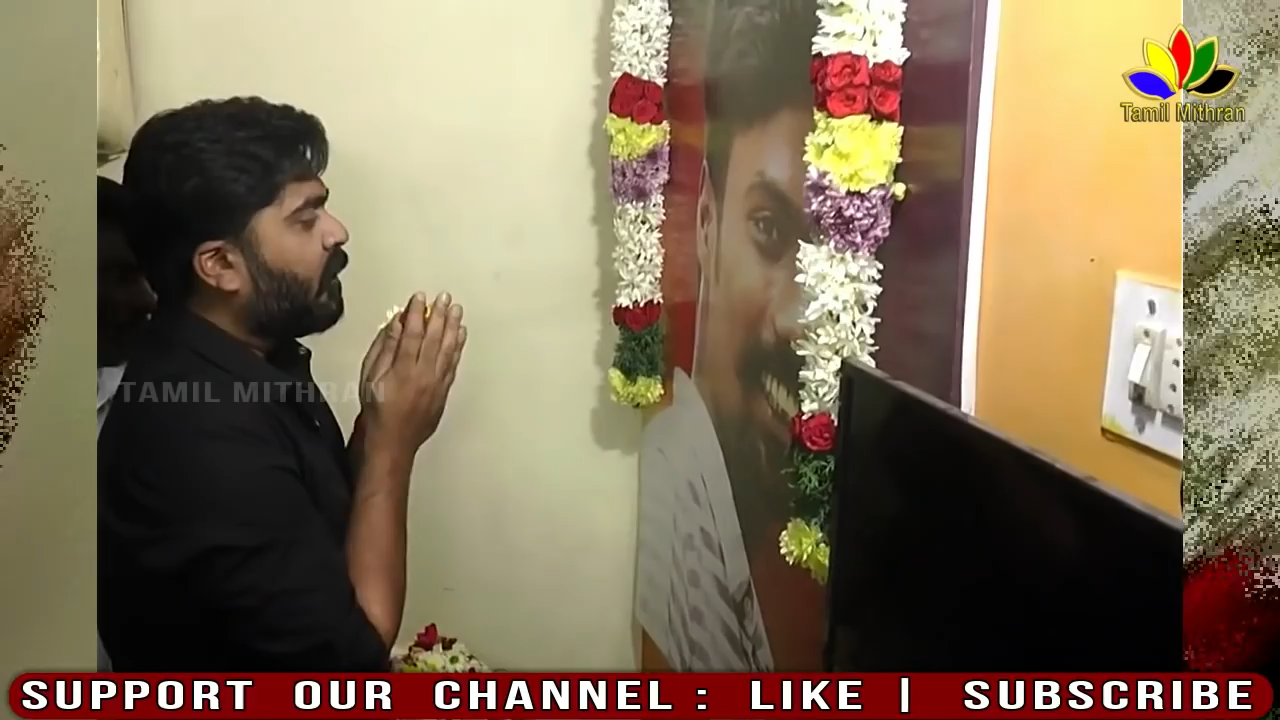 Tamil Mithran
TAMIL MITHRAN
SUPPORT OUR CHANNEL : LIKE | SUBSCRIBE